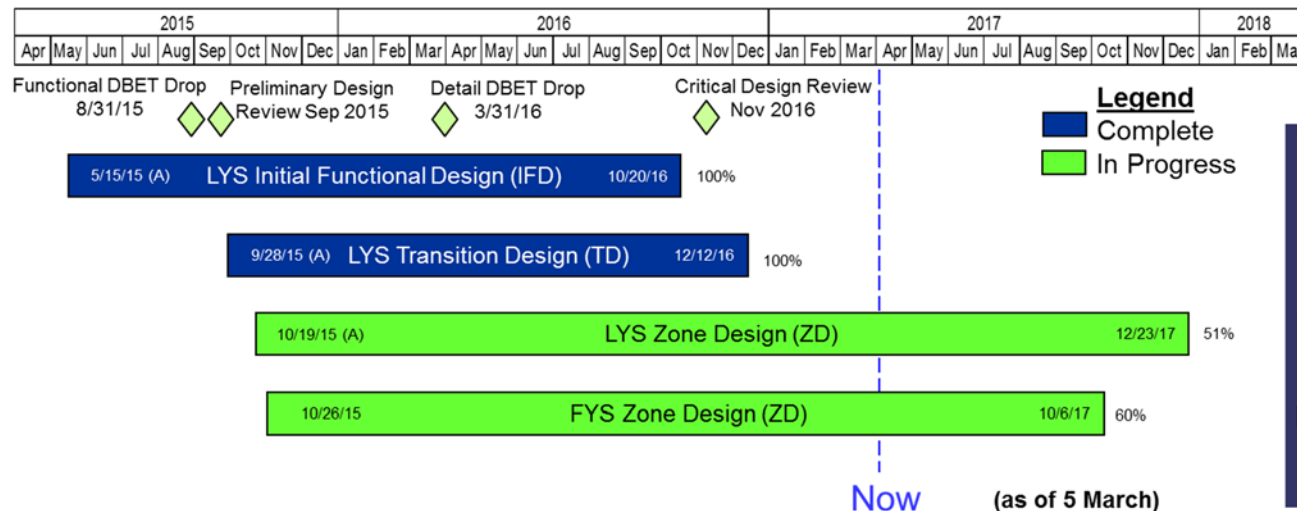 2015 2016 2017 2018
Apr May Jun Jul Aug Sep Oct Nov Dec Jan Feb Mar Apr May Jun Jul Aug Sep Oct Nov Dec Jan Feb Mar Apr May Jun Jul Aug Sep Oct Nov Dec Jan Feb Ma
Functional DBET Drop
8/31/15
Preliminary Design
Review Sep 2015
Detail DBET Drop
3/31/16
Critical Design Review
Nov 2016
Legend
Complete
In Progress
5/15/15 (A) LYS Initial Functional Design (IFD) 10/20/16 100%
9/28/15 (A) LYS Transition Design (TD) 12/12/16 100%
10/19/15 (A) LYS Zone Design (ZD) 12/23/17 51%
10/26/15 FYS Zone Design (ZD) 10/6/17 60%
Now (as of 5 March)